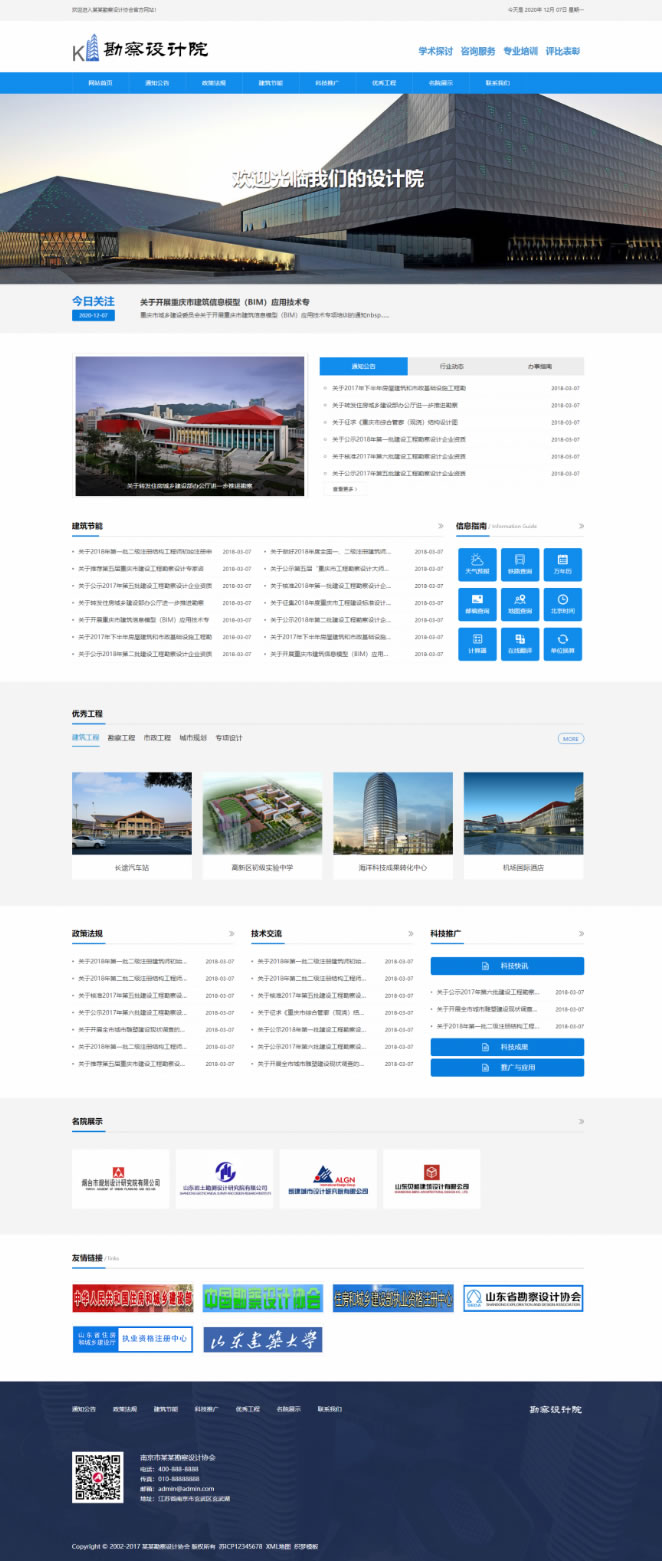 欢迎进入某某勘察设计协会官方网站!
今天是 2020年 12月 07日 星期一
K 勘察设计院
学术探讨 咨询服务 专业培训 评比表彰
网站首页 通知公告 政策法规 建筑节能 科技推广 优秀工程 名院展示 联系我们
欢迎光临我们的设计院
今日关注
2020-12-07
关于开展重庆市建筑信息模型（BIM）应用技术专
重庆市城乡建设委员会关于开展重庆市建筑信息模型（BIM）应用技术专项培训的通知nbsp.....
关于转发住房城乡建设部办公厅进一步推进勘察
通知公告 行业动态 办事指南
关于2017年下半年房屋建筑和市政基础设施工程勘 2018-03-07
关于转发住房城乡建设部办公厅进一步推进勘察 2018-03-07
关于征求《重庆市综合管廊（现浇）结构设计图 2018-03-07
关于公示2018年第一批建设工程勘察设计企业资质 2018-03-07
关于核准2017年第六批建设工程勘察设计企业资质 2018-03-07
关于公示2017年第五批建设工程勘察设计企业资质 2018-03-07
查看更多 ›
建筑节能 »
关于2018年第一批二级注册结构工程师初始注册审 2018-03-07
关于做好2018年度全国一、二级注册建筑师... 2018-03-07
关于推荐第五届重庆市建设工程勘察设计专家咨 2018-03-07
关于公示第五届“重庆市工程勘察设计大师... 2018-03-07
关于公示2017年第五批建设工程勘察设计企业资质 2018-03-07
关于核准2018年第一批建设工程勘察设计企... 2018-03-07
关于转发住房城乡建设部办公厅进一步推进勘察 2018-03-07
关于征集2018年度重庆市工程建设标准设计... 2018-03-07
关于开展重庆市建筑信息模型（BIM）应用技术专 2018-03-07
关于公示2018年第二批建设工程勘察设计企... 2018-03-07
关于2017年下半年房屋建筑和市政基础设施工程勘 2018-03-07
关于2017年下半年房屋建筑和市政基础设施... 2018-03-07
关于公示2018年第二批建设工程勘察设计企业资质 2018-03-07
关于开展重庆市建筑信息模型（BIM）应用... 2018-03-07
信息指南 / Information Guide »
天气预报 铁路查询 万年历
邮编查询 地图查询 北京时间
计算器 在线翻译 单位换算
优秀工程
建筑工程 勘察工程 市政工程 城市规划 专项设计
MORE
长途汽车站
高新区初级实验中学
海洋科技成果转化中心
机场国际酒店
政策法规 »
关于2018年第一批二级注册建筑师初始... 2018-03-07
关于2018年第二批二级注册结构工程师... 2018-03-07
关于核准2017年第五批建设工程勘察设... 2018-03-07
关于公示2017年第六批建设工程勘察设... 2018-03-07
关于开展全市城市雕塑建设现状调查的... 2018-03-07
关于2018年第一批二级注册结构工程师... 2018-03-07
关于推荐第五届重庆市建设工程勘察设... 2018-03-07
技术交流 »
关于2018年第一批二级注册建筑师初始... 2018-03-07
关于2018年第二批二级注册结构工程师... 2018-03-07
关于核准2017年第五批建设工程勘察设... 2018-03-07
关于征求《重庆市综合管廊（现浇）结... 2018-03-07
关于公示2018年第一批建设工程勘察设... 2018-03-07
关于公示2017年第六批建设工程勘察设... 2018-03-07
关于开展全市城市雕塑建设现状调查的... 2018-03-07
科技推广 »
科技快讯
关于公示2017年第六批建设工程勘察... 2018-03-07
关于开展全市城市雕塑建设现状调查... 2018-03-07
关于2018年第一批二级注册结构工程... 2018-03-07
科技成果
推广与应用
名院展示 »
烟台市规划设计研究院有限公司
山东岩土勘测设计研究院有限公司
ALGN
山东贝格建筑设计有限公司
友情链接 / links
中华人民共和国住房和城乡建设部
中国勘察设计协会
住房和城乡建设部执业资格注册中心
山东省勘察设计协会
山东省住房和城乡建设厅 执业资格注册中心
山东建筑大学
通知公告 政策法规 建筑节能 科技推广 优秀工程 名院展示 联系我们
勘察设计院
南京市某某勘察设计协会
电话：400-888-8888
传真：010-88888888
邮箱：admin@admin.com
地址：江苏省南京市玄武区玄武湖
Copyright © 2002-2017 某某勘察设计协会 版权所有 苏ICP12345678 XML地图 织梦模板